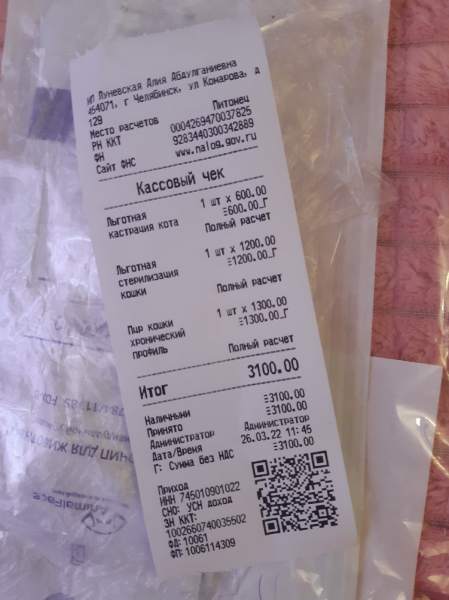 ИП Луневская Алия Абдулганиевна
454071, г Челябинск, ул Комарова, д
129
Место расчетов Питомец
РН ККТ 0004269470037825
ФН 9283440300342889
Сайт ФНС www.nalog.gov.ru
Кассовый чек
Льготная кастрация кота 1 шт x 600.00
≡600.00_Г
Полный расчет
Льготная стерилизация кошки 1 шт x 1200.00
≡1200.00_Г
Полный расчет
Пцр кошки хронический профиль 1 шт x 1300.00
≡1300.00_Г
Полный расчет
Итог 3100.00
Наличными ≡3100.00
Принято ≡3100.00
Администратор Администратор
Дата/Время 26.03.22 11:45
Г: Сумма без НДС ≡3100.00
Приход
ИНН 745010901022
СНО: УСН доход
ЗН ККТ:
1002660740035502
ФД: 10061
ФП: 1006114309
AnimalFace